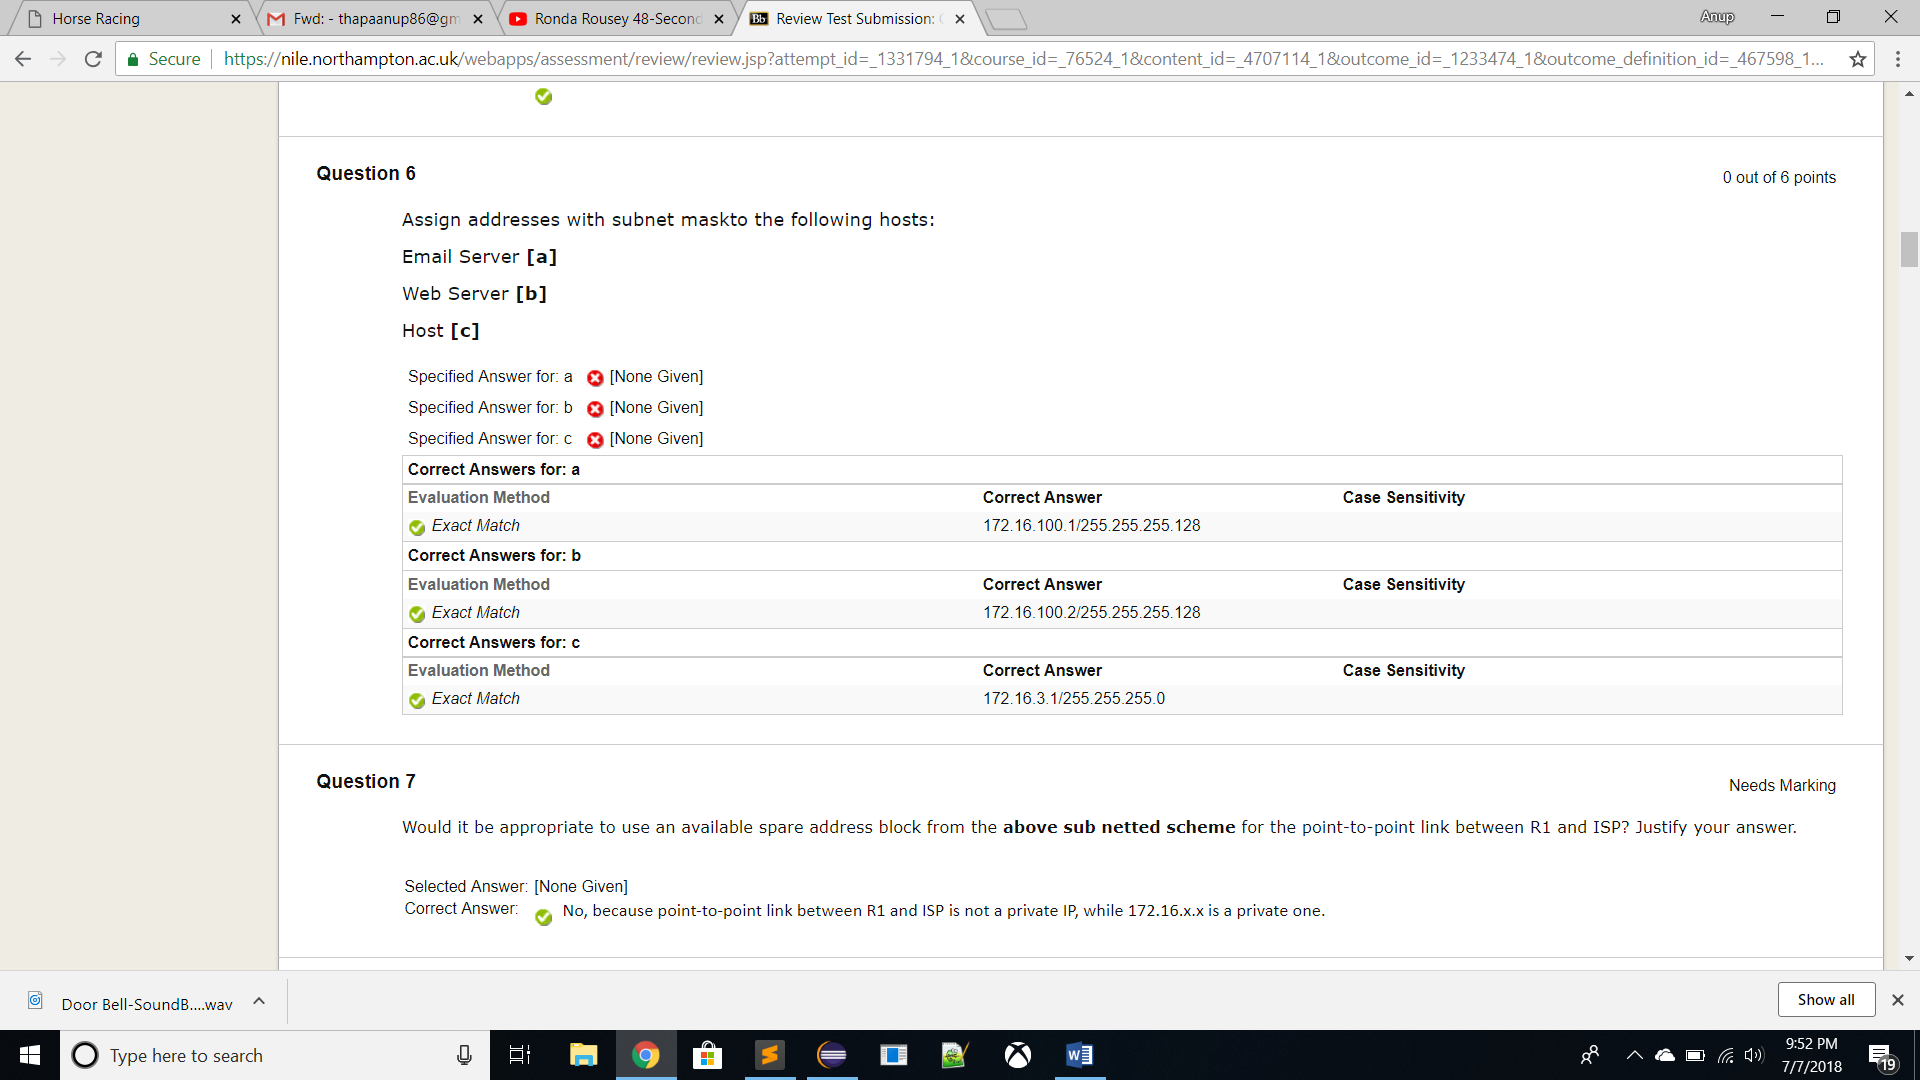 Horse Racing
Fwd: - thapaanup86@gm
Ronda Rousey 48-Second
Bb Review Test Submission:
Anup
Secure https://nile.northampton.ac.uk/webapps/assessment/review/review.jsp?attempt_id=_1331794_1&course_id=_76524_1&content_id=_4707114_1&outcome_id=_1233474_1&outcome_definition_id=_467598_1...
Question 6
0 out of 6 points
Assign addresses with subnet maskto the following hosts:
Email Server [a]
Web Server [b]
Host [c]
Specified Answer for: a [None Given]
Specified Answer for: b [None Given]
Specified Answer for: c [None Given]
Correct Answers for: a
Evaluation Method Correct Answer Case Sensitivity
Exact Match 172.16.100.1/255.255.255.128
Correct Answers for: b
Evaluation Method Correct Answer Case Sensitivity
Exact Match 172.16.100.2/255.255.255.128
Correct Answers for: c
Evaluation Method Correct Answer Case Sensitivity
Exact Match 172.16.3.1/255.255.255.0
Question 7
Needs Marking
Would it be appropriate to use an available spare address block from the above sub netted scheme for the point-to-point link between R1 and ISP? Justify your answer.
Selected Answer: [None Given]
Correct Answer: No, because point-to-point link between R1 and ISP is not a private IP, while 172.16.x.x is a private one.
Door Bell-SoundB....wav
Show all
Type here to search
9:52 PM
7/7/2018
19